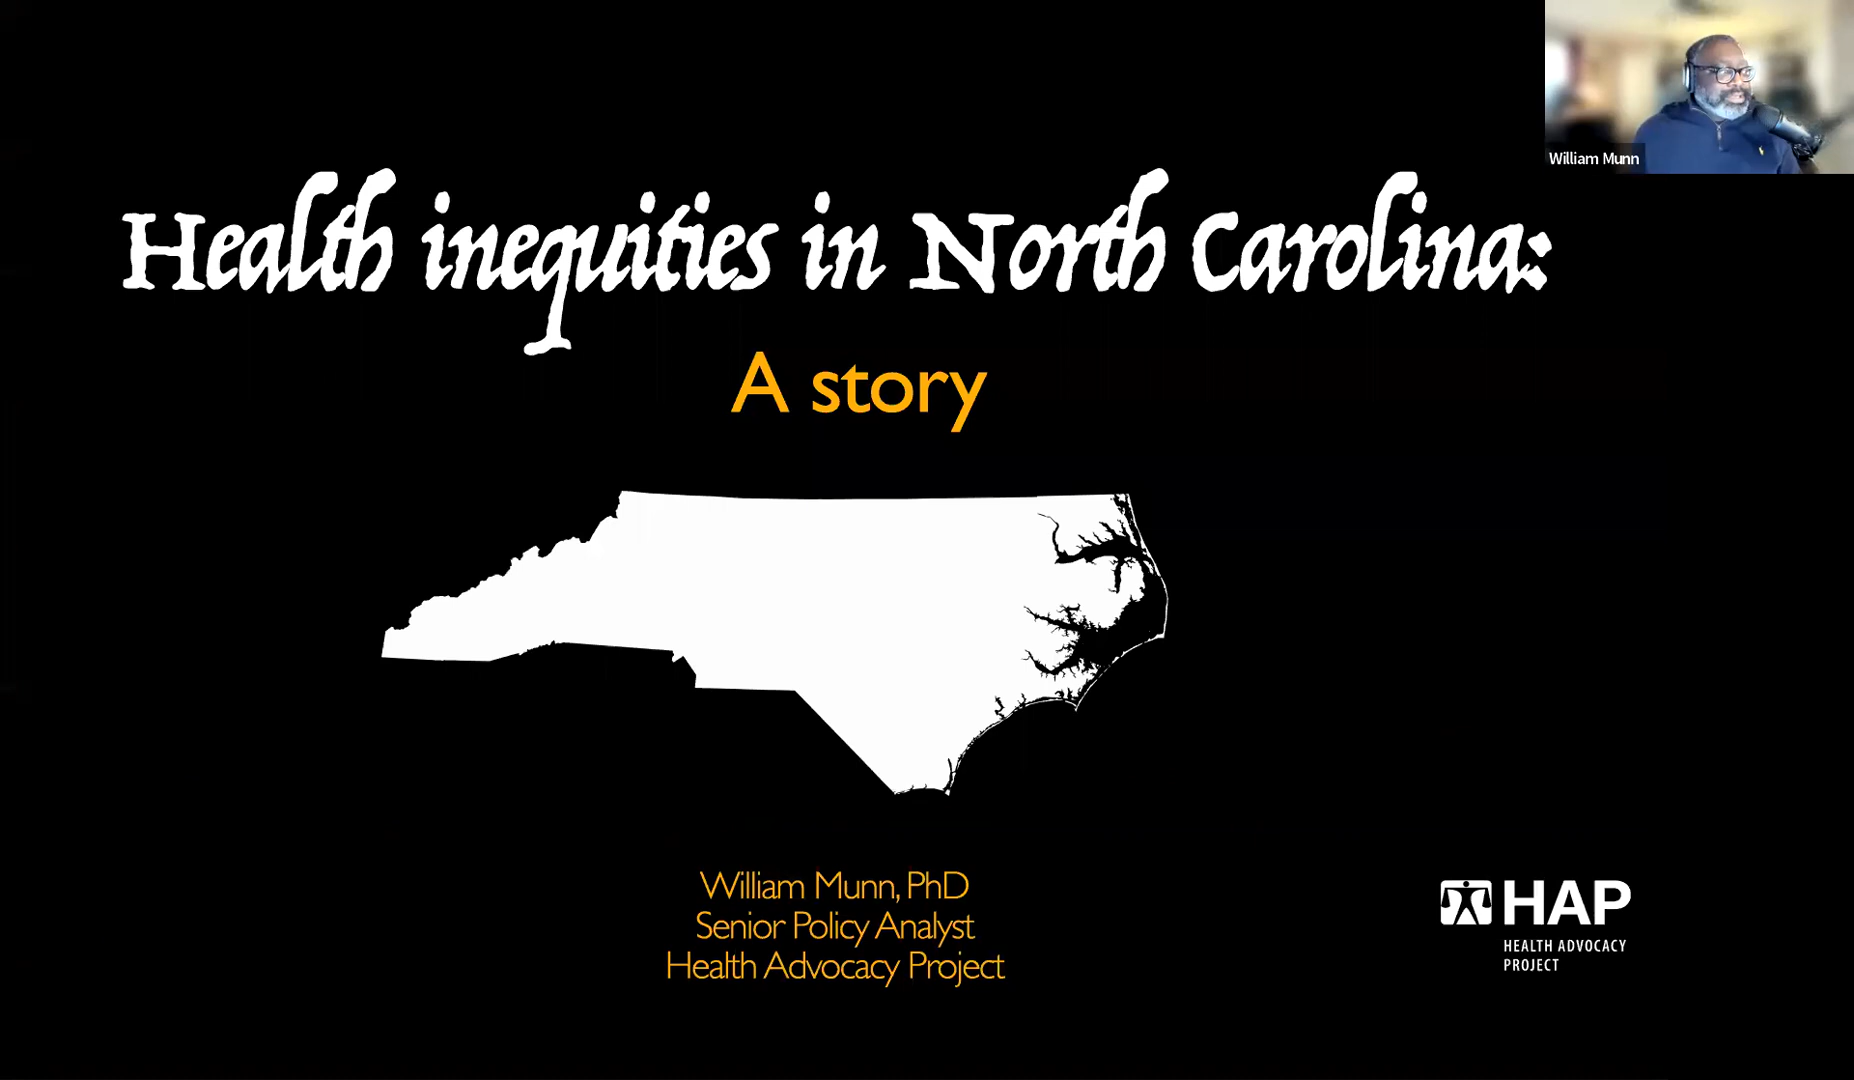 William Munn
Health inequities in North Carolina:
A story
William Munn, PhD
Senior Policy Analyst
Health Advocacy Project
HAP
HEALTH ADVOCACY
PROJECT